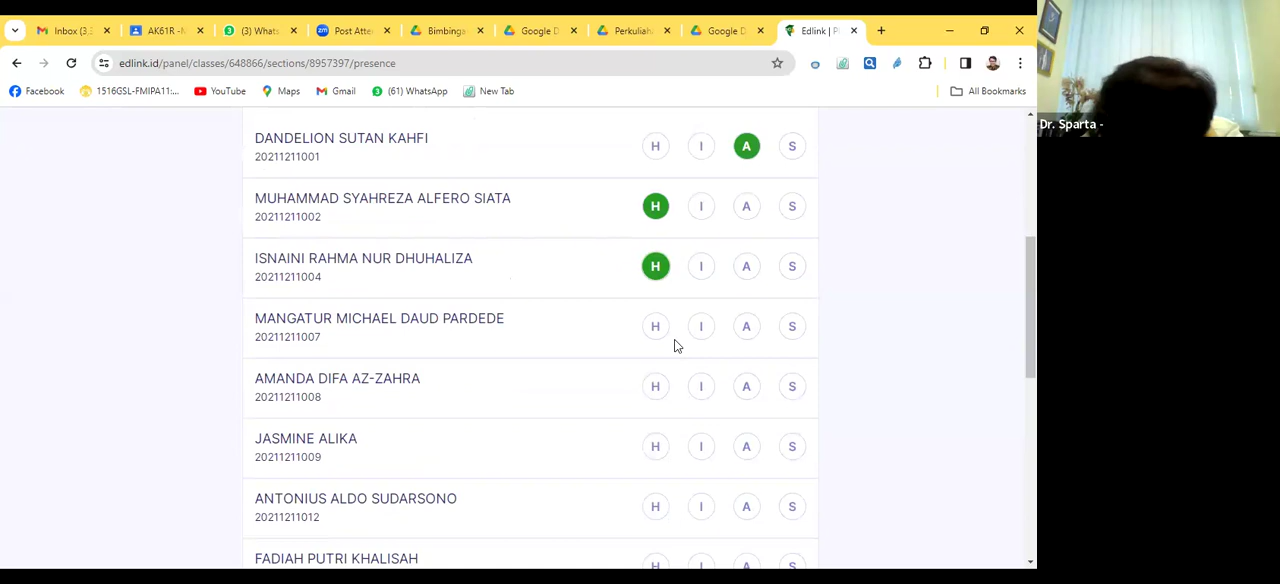 Inbox (3.
AK61R -
(3) Whats
Post Atte
Bimbinga
Google D
Perkuliah
Google D
Edlink | P
edlink.id/panel/classes/648866/sections/8957397/presence
Facebook
1516GSL-FMIPA11:...
YouTube
Maps
Gmail
(61) WhatsApp
New Tab
All Bookmarks
Dr. Sparta -
DANDELION SUTAN KAHFI
20211211001
H I A S
MUHAMMAD SYAHREZA ALFERO SIATA
20211211002
H I A S
ISNAINI RAHMA NUR DHUHALIZA
20211211004
H I A S
MANGATUR MICHAEL DAUD PARDEDE
20211211007
H I A S
AMANDA DIFA AZ-ZAHRA
20211211008
H I A S
JASMINE ALIKA
20211211009
H I A S
ANTONIUS ALDO SUDARSONO
20211211012
H I A S
FADIAH PUTRI KHALISAH
H I A S